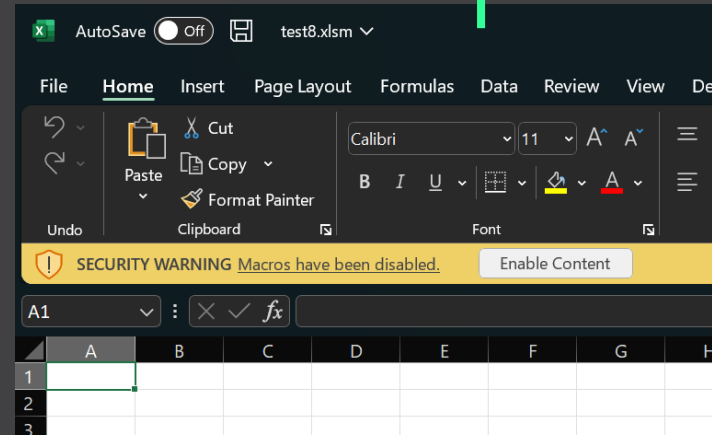 AutoSave Off test8.xlsm
File Home Insert Page Layout Formulas Data Review View De
Cut
Copy
Format Painter
Paste
Calibri 11 A A
B I U A
Undo Clipboard Font
SECURITY WARNING Macros have been disabled. Enable Content
A1 fx
A B C D E F G H
1
2
3